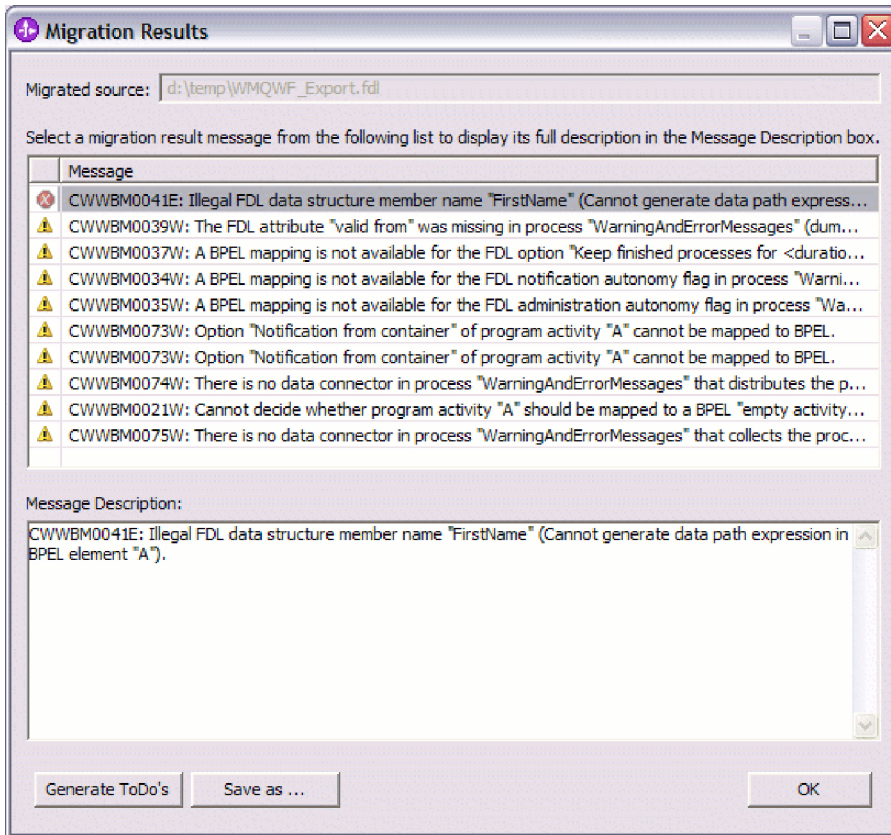 Migration Results
Migrated source: d:\temp\WMQWF_Export.fdl
Select a migration result message from the following list to display its full description in the Message Description box.
Message
CWWBM0041E: Illegal FDL data structure member name "FirstName" (Cannot generate data path express...
CWWBM0039W: The FDL attribute "valid from" was missing in process "WarningAndErrorMessages" (dum...
CWWBM0037W: A BPEL mapping is not available for the FDL option "Keep finished processes for <duratio...
CWWBM0034W: A BPEL mapping is not available for the FDL notification autonomy flag in process "Warni...
CWWBM0035W: A BPEL mapping is not available for the FDL administration autonomy flag in process "Wa...
CWWBM0073W: Option "Notification from container" of program activity "A" cannot be mapped to BPEL.
CWWBM0073W: Option "Notification from container" of program activity "A" cannot be mapped to BPEL.
CWWBM0074W: There is no data connector in process "WarningAndErrorMessages" that distributes the p...
CWWBM0021W: Cannot decide whether program activity "A" should be mapped to a BPEL "empty activity...
CWWBM0075W: There is no data connector in process "WarningAndErrorMessages" that collects the proc...
Message Description:
CWWBM0041E: Illegal FDL data structure member name "FirstName" (Cannot generate data path expression in
BPEL element "A").
Generate ToDo's Save as ... OK